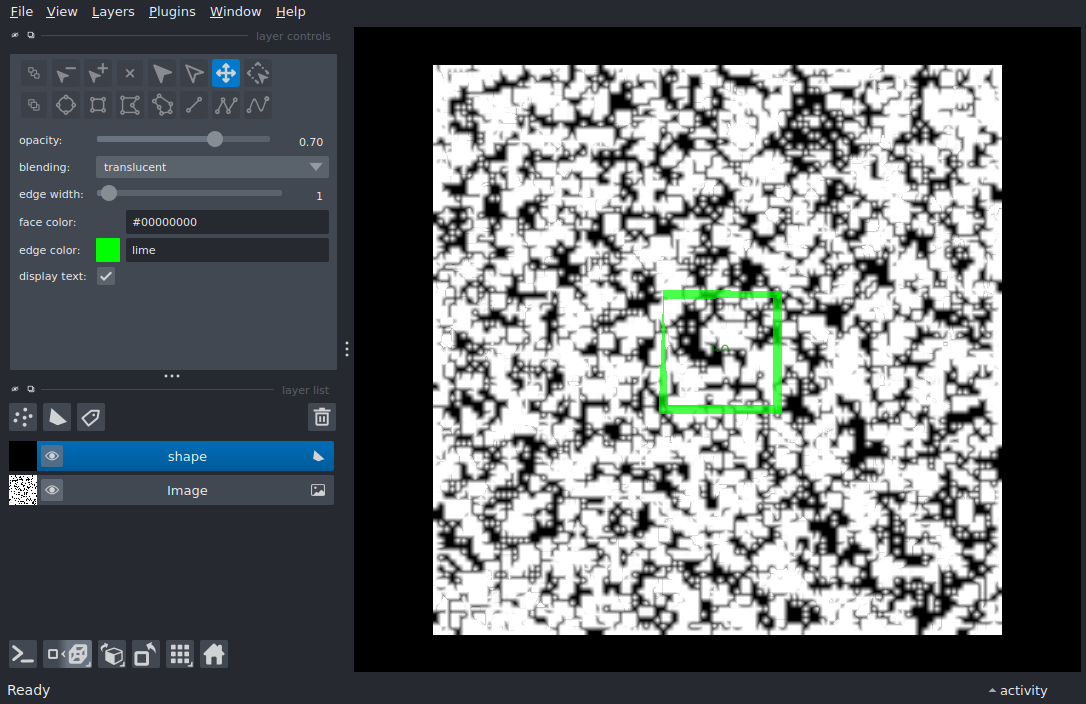 File View Layers Plugins Window Help
layer controls
opacity: 0.70
blending: translucent
edge width: 1
face color: #00000000
edge color: lime
display text:
layer list
shape
Image
Ready
activity